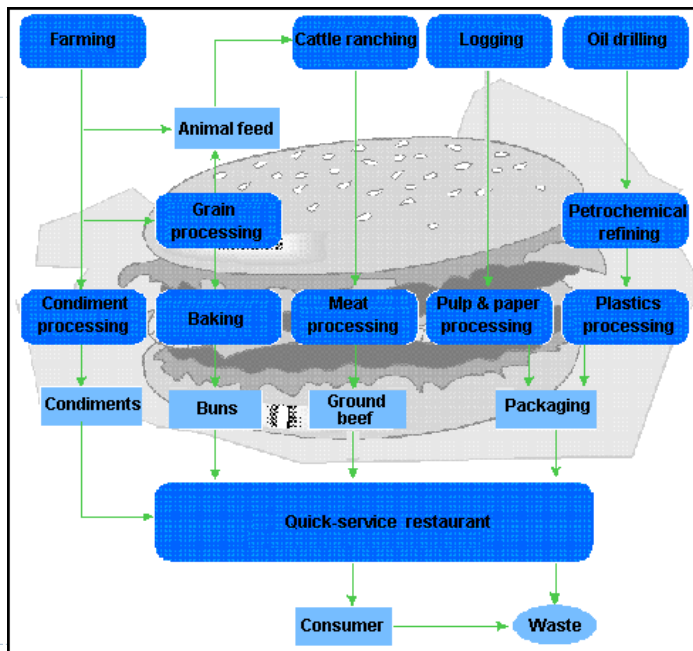 Farming
Cattle ranching
Logging
Oil drilling
Animal feed
Grain
processing
Petrochemical
refining
Condiment
processing
Baking
Meat
processing
Pulp & paper
processing
Plastics
processing
Condiments
Buns
Ground
beef
Packaging
Quick-service restaurant
Consumer
Waste